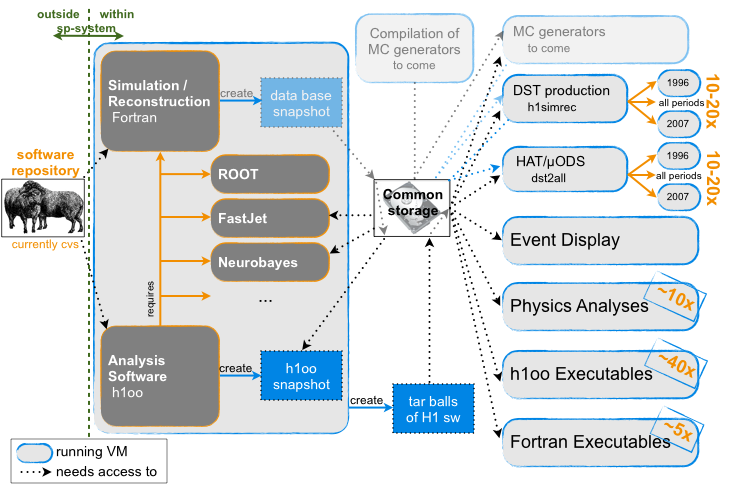 outside
within
sp-system
Compilation of
MC generators
to come
MC generators
to come
Simulation /
Reconstruction
Fortran
create
data base
snapshot
DST production
h1simrec
1996
all periods
2007
10-20x
software
repository
currently cvs
ROOT
FastJet
Neurobayes
...
requires
Common
storage
HAT/μODS
dst2all
1996
all periods
2007
10-20x
Event Display
Physics Analyses
~10x
Analysis
Software
h1oo
create
h1oo
snapshot
create
tar balls
of H1 sw
h1oo Executables
~40x
Fortran Executables
~5x
running VM
needs access to